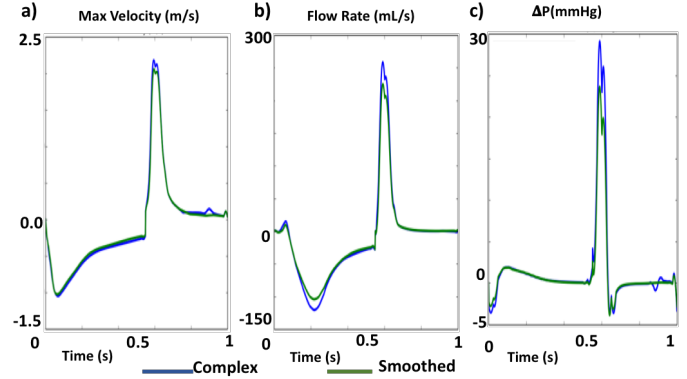 a) Max Velocity (m/s)
2.5
0.0
-1.5
0 0.5 1
Time (s)
b) Flow Rate (mL/s)
300
0
-150
0 0.5 1
Time (s)
c) ΔP(mmHg)
30
0
-5
0 0.5 1
Time (s)
Complex Smoothed